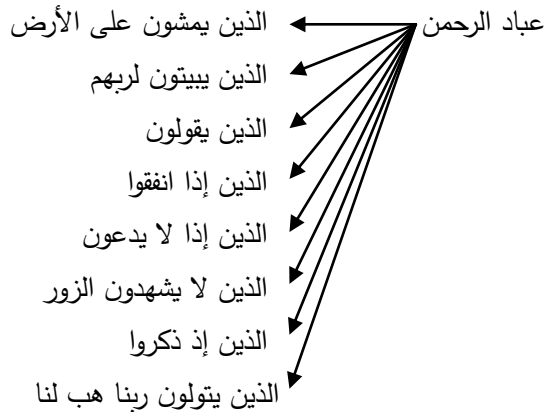 عباد الرحمن
الذين يمشون على الأرض
الذين يبيتون لربهم
الذين يقولون
الذين إذا انفقوا
الذين إذا لا يدعون
الذين لا يشهدون الزور
الذين إذ ذكروا
الذين يتولون ربنا هب لنا